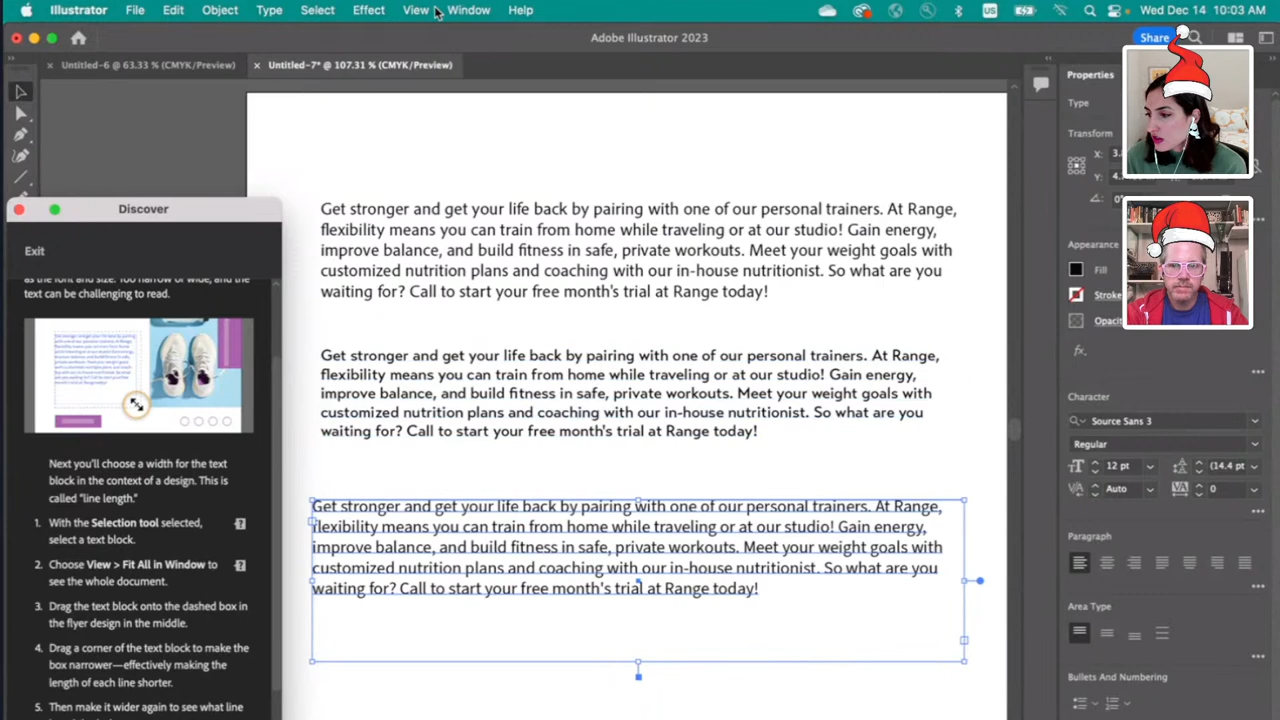 Illustrator File Edit Object Type Select Effect View Window Help US Wed Dec 14 10:03 AM
Adobe Illustrator 2023 Share
× Untitled-6 @ 63.33 % (CMYK/Preview) × Untitled-7* @ 107.31 % (CMYK/Preview)
Discover
Exit
as the font and size. Too narrow or wide, and the
text can be challenging to read.
Next you'll choose a width for the text
block in the context of a design. This is
called "line length."
1. With the Selection tool selected,
select a text block.
2. Choose View > Fit All in Window to
see the whole document.
3. Drag the text block onto the dashed box in
the flyer design in the middle.
4. Drag a corner of the text block to make the
box narrower—effectively making the
length of each line shorter.
5. Then make it wider again to see what line
Get stronger and get your life back by pairing with one of our personal trainers. At Range,
flexibility means you can train from home while traveling or at our studio! Gain energy,
improve balance, and build fitness in safe, private workouts. Meet your weight goals with
customized nutrition plans and coaching with our in-house nutritionist. So what are you
waiting for? Call to start your free month's trial at Range today!
Get stronger and get your life back by pairing with one of our personal trainers. At Range,
flexibility means you can train from home while traveling or at our studio! Gain energy,
improve balance, and build fitness in safe, private workouts. Meet your weight goals with
customized nutrition plans and coaching with our in-house nutritionist. So what are you
waiting for? Call to start your free month's trial at Range today!
Get stronger and get your life back by pairing with one of our personal trainers. At Range,
flexibility means you can train from home while traveling or at our studio! Gain energy,
improve balance, and build fitness in safe, private workouts. Meet your weight goals with
customized nutrition plans and coaching with our in-house nutritionist. So what are you
waiting for? Call to start your free month's trial at Range today!
Properties
Type
Transform
X: 3.
Y:
Appearance
Fill
Stroke
Opacity
fx.
Character
Source Sans 3
Regular
12 pt (14.4 pt
Auto 0
Paragraph
Area Type
Bullets And Numbering